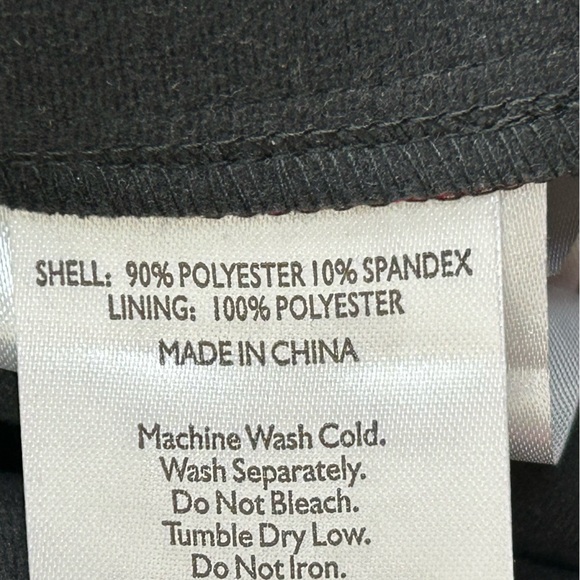 SHELL: 90% POLYESTER 10% SPANDEX
LINING: 100% POLYESTER
MADE IN CHINA
Machine Wash Cold.
Wash Separately.
Do Not Bleach.
Tumble Dry Low.
Do Not Iron.